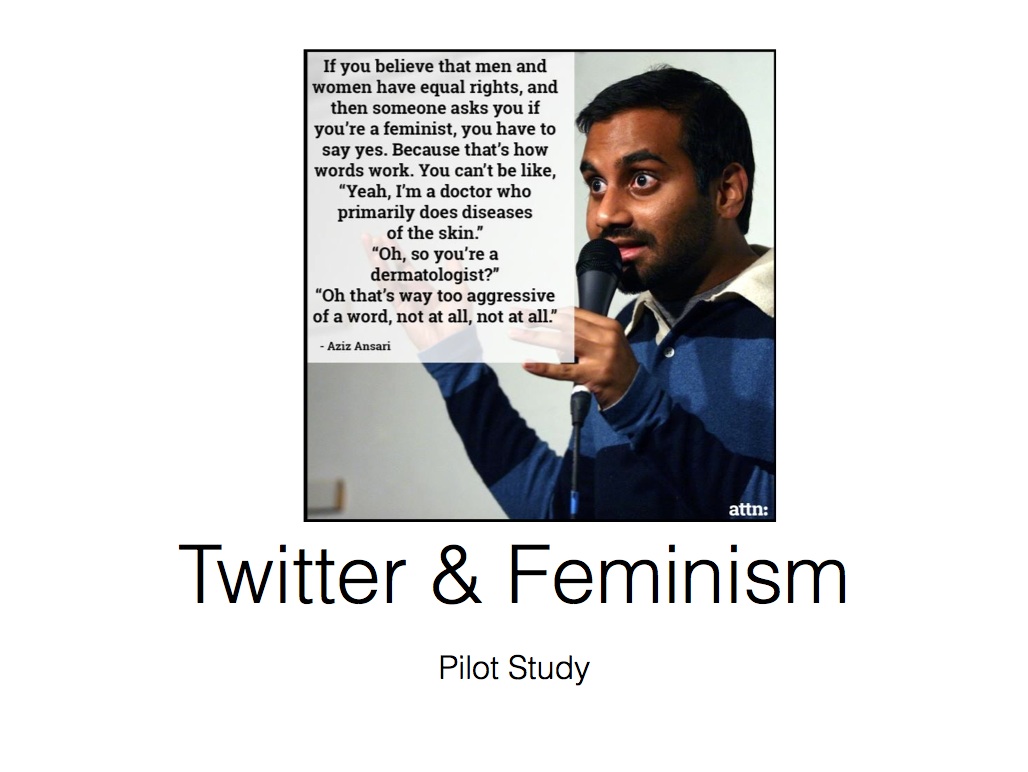 If you believe that men and
women have equal rights, and
then someone asks you if
you’re a feminist, you have to
say yes. Because that’s how
words work. You can’t be like,
“Yeah, I’m a doctor who
primarily does diseases
of the skin.”
“Oh, so you’re a
dermatologist?”
“Oh that’s way too aggressive
of a word, not at all, not at all.”
- Aziz Ansari
attn:
Twitter & Feminism
Pilot Study